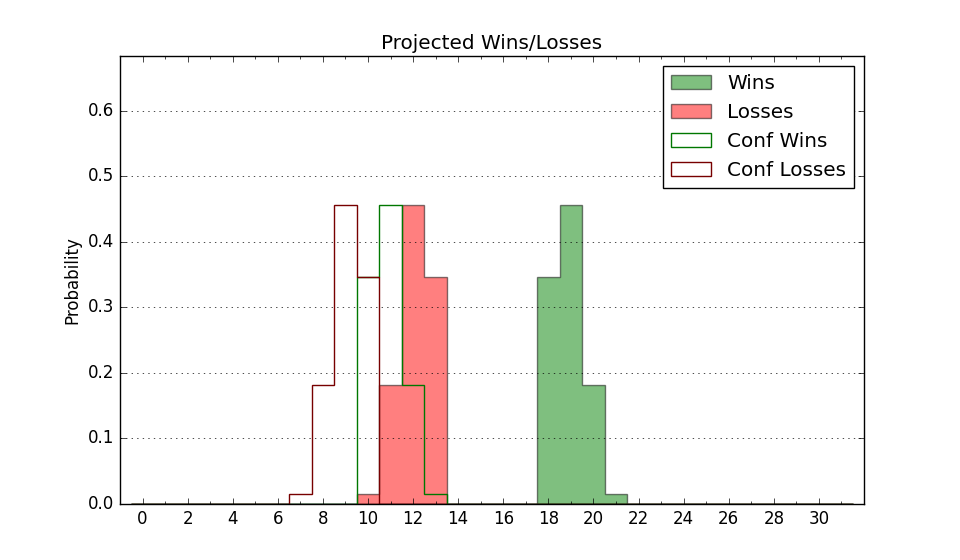 Projected Wins/Losses
Wins
Losses
Conf Wins
Conf Losses
Probability
0.6
0.5
0.4
0.3
0.2
0.1
0.0
0 2 4 6 8 10 12 14 16 18 20 22 24 26 28 30